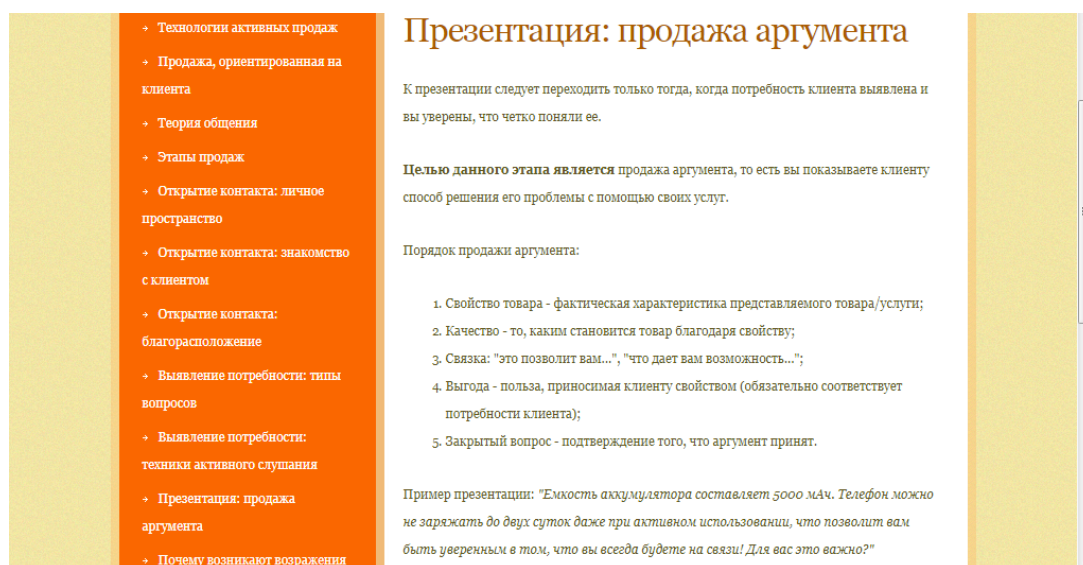 → Технологии активных продаж
→ Продажа, ориентированная на
клиента
→ Теория общения
→ Этапы продаж
→ Открытие контакта: личное
пространство
→ Открытие контакта: знакомство
с клиентом
→ Открытие контакта:
благорасположение
→ Выявление потребности: типы
вопросов
→ Выявление потребности:
техники активного слушания
→ Презентация: продажа
аргумента
→ Почему возникают возражения
Презентация: продажа аргумента
К презентации следует переходить только тогда, когда потребность клиента выявлена и
вы уверены, что четко поняли ее.
Целью данного этапа является продажа аргумента, то есть вы показываете клиенту
способ решения его проблемы с помощью своих услуг.
Порядок продажи аргумента:
1. Свойство товара - фактическая характеристика представляемого товара/услуги;
2. Качество - то, каким становится товар благодаря свойству;
3. Связка: "это позволит вам...", "что дает вам возможность...";
4. Выгода - польза, приносимая клиенту свойством (обязательно соответствует
потребности клиента);
5. Закрытый вопрос - подтверждение того, что аргумент принят.
Пример презентации: "Емкость аккумулятора составляет 5000 мАч. Телефон можно
не заряжать до двух суток даже при активном использовании, что позволит вам
быть уверенным в том, что вы всегда будете на связи! Для вас это важно?"